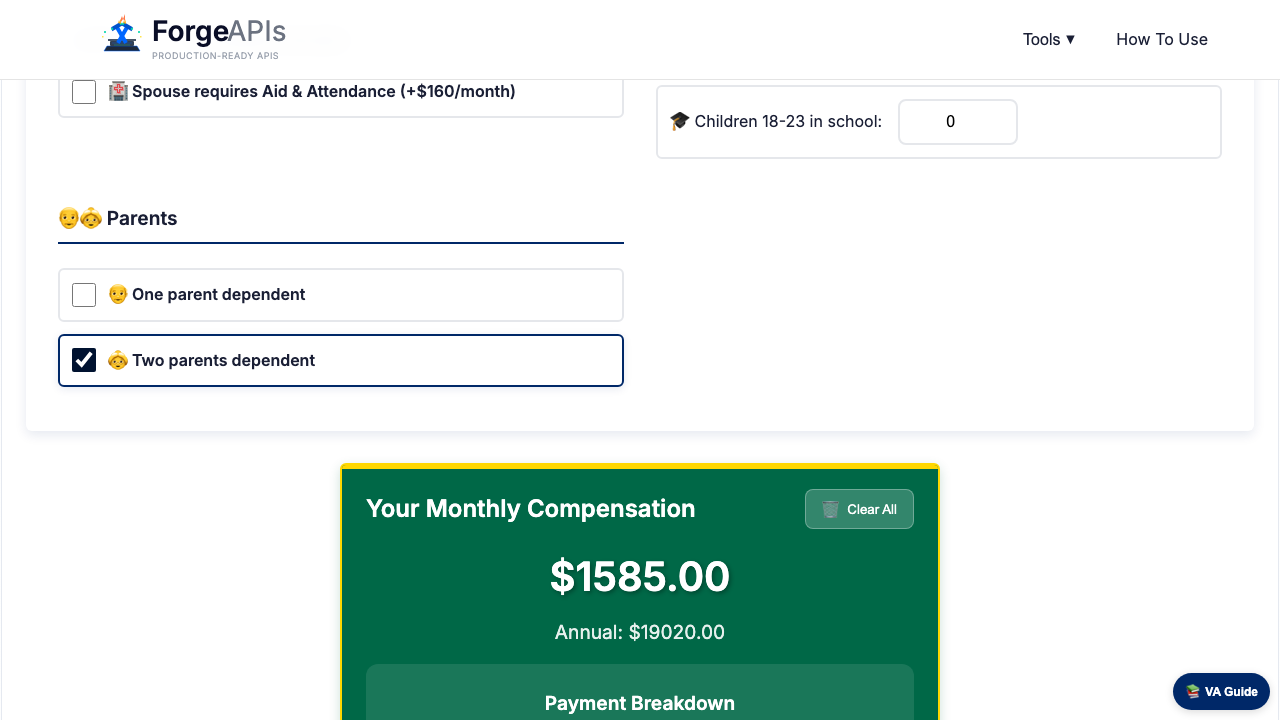 ForgeAPIs
PRODUCTION-READY APIS
Tools ▼
How To Use
🏥 Spouse requires Aid & Attendance (+$160/month)
🎓 Children 18-23 in school: 0
👴👵 Parents
👴 One parent dependent
👵 Two parents dependent
Your Monthly Compensation
🗑️ Clear All
$1585.00
Annual: $19020.00
Payment Breakdown
📚 VA Guide